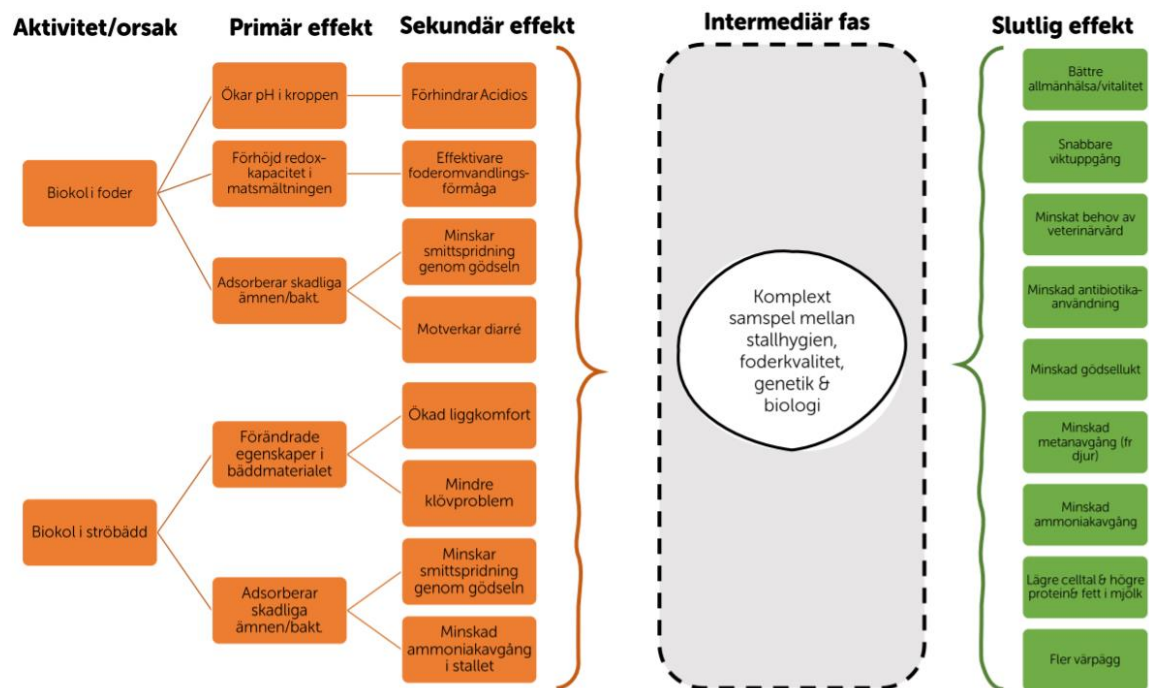 Aktivitet/orsak
Primär effekt
Sekundär effekt
Intermediär fas
Slutlig effekt
Biokol i foder
Ökar pH i kroppen
Förhindrar Acidios
Förhöjd redox-
kapacitet i
matsmältningen
Effektivare
foderomvandlings-
förmåga
Adsorberar skadliga
ämnen/bakt.
Minskar
smittspridning
genom gödseln
Motverkar diarré
Biokol i ströbädd
Förändrade
egenskaper i
bäddmaterialet
Ökad liggkomfort
Mindre
klövproblem
Adsorberar
skadliga
ämnen/bakt.
Minskar
smittspridning
genom gödseln
Minskad
ammoniakavgång
i stallet
Komplext
samspel mellan
stallhygien,
foderkvalitet,
genetik &
biologi
Bättre
allmänhälsa/vitalitet
Snabbare
viktuppgång
Minskat behov av
veterinärvård
Minskad antibiotika-
användning
Minskad gödsellukt
Minskad
metanavgång (fr
djur)
Minskad
ammoniakavgång
Lägre celltal & högre
protein& fett i mjölk
Fler värpägg